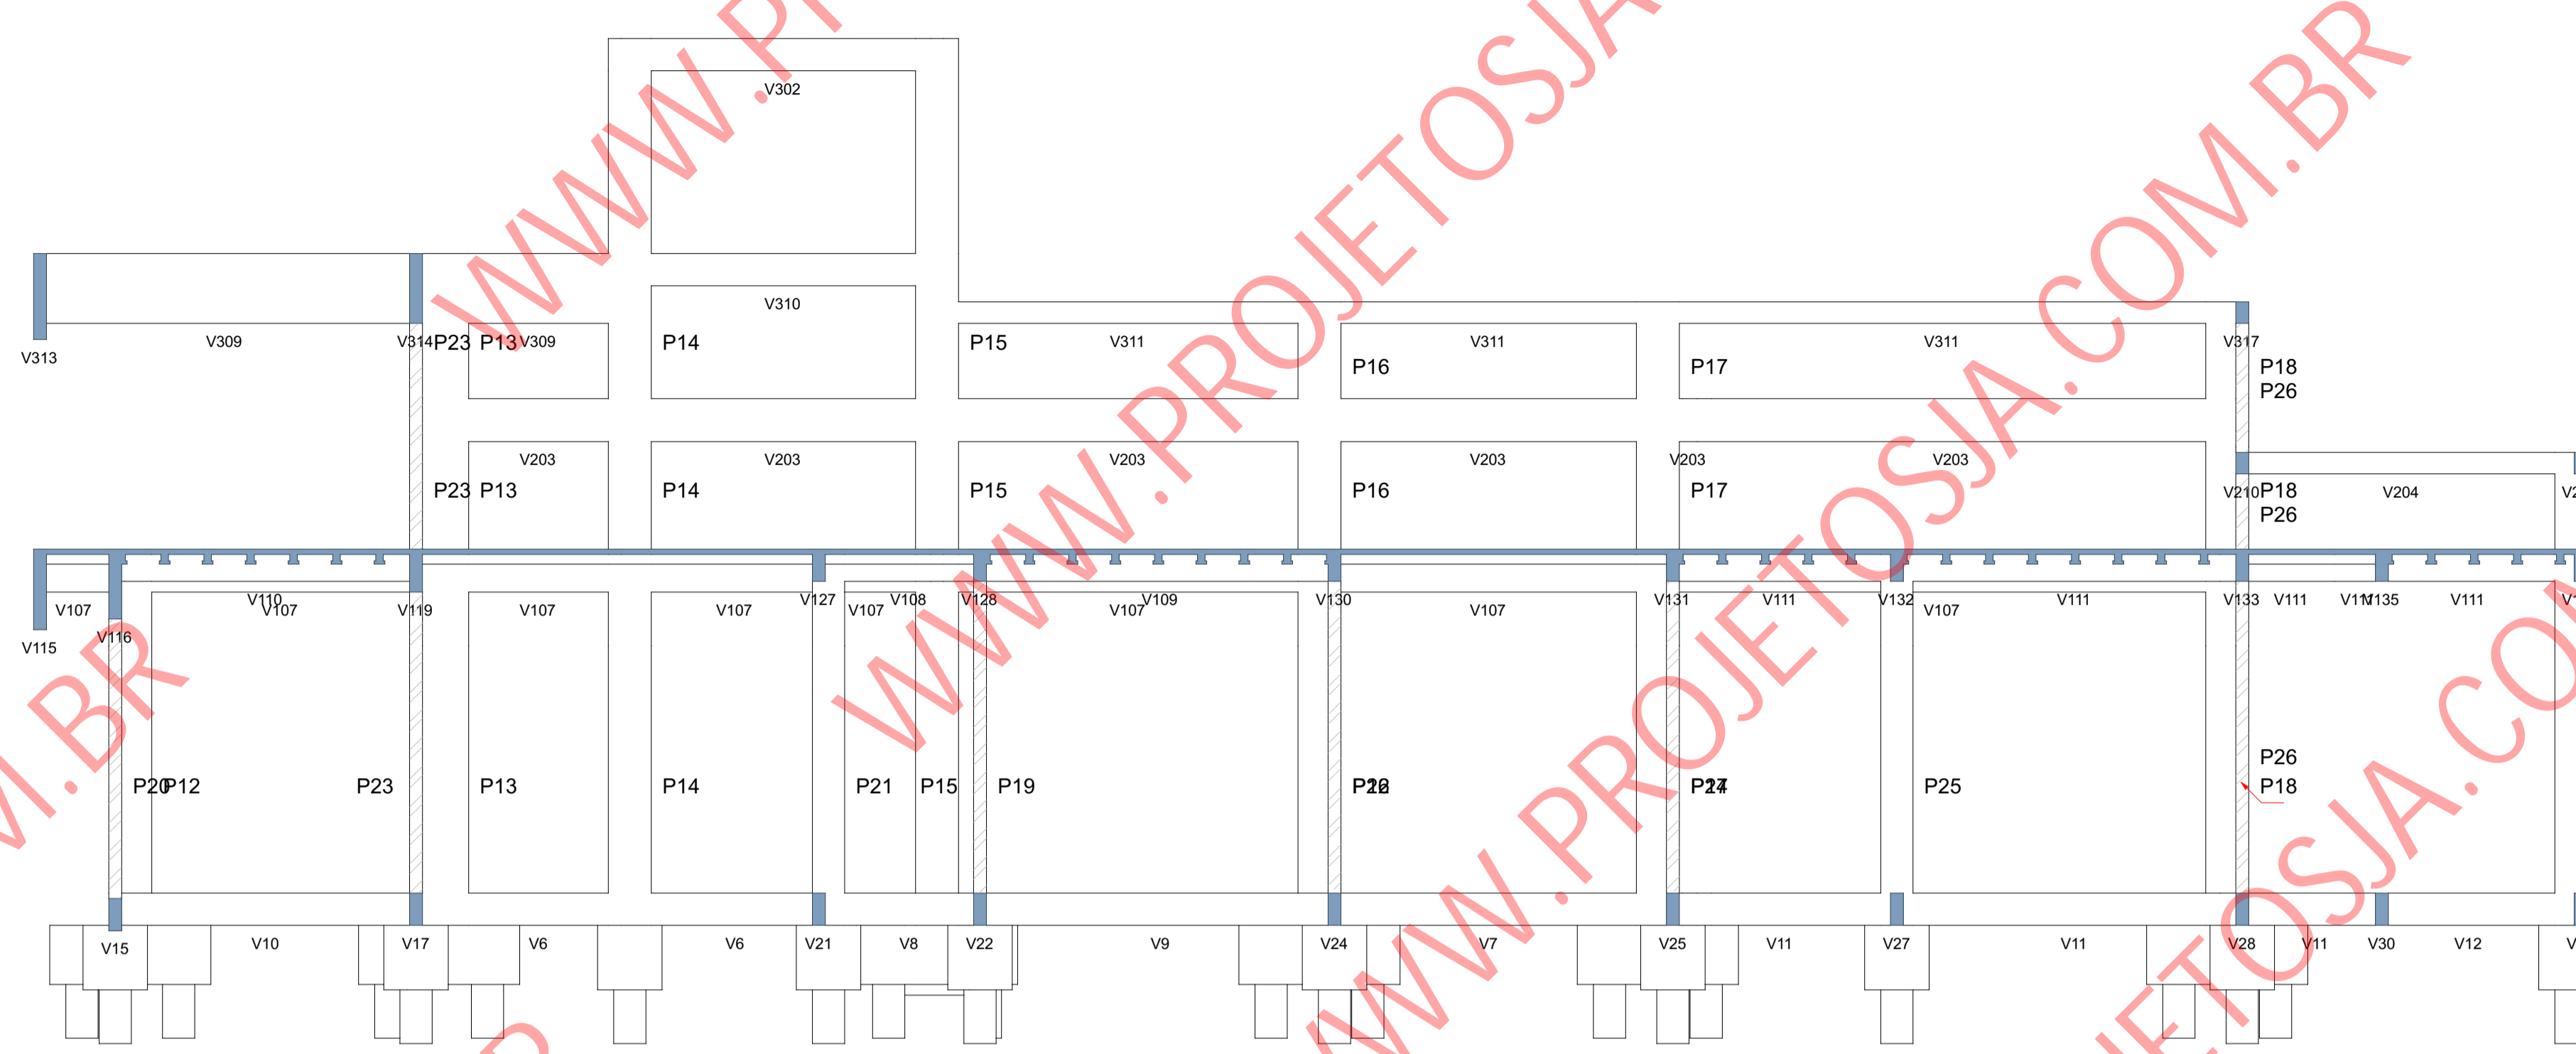 V302
V310
V313
V309
V314
P23
P13
V309
P14
P15
V311
V311
P16
P17
V311
V317
P18
P26
V203
V203
V203
V203
V203
V203
P23
P13
P14
P15
P16
P17
V210
P18
P26
V204
V107
V110
V107
V119
V107
V107
V127
V107
V108
V128
V107
V109
V130
V107
V131
V111
V132
V107
V111
V133
V111
V135
V111
V115
V116
P20
P12
P23
P13
P14
P21
P15
P19
P25
P26
P18
V15
V10
V17
V6
V6
V21
V8
V22
V9
V24
V7
V25
V11
V27
V11
V28
V11
V30
V12
WWW.PROJETOSJA.COM.BR